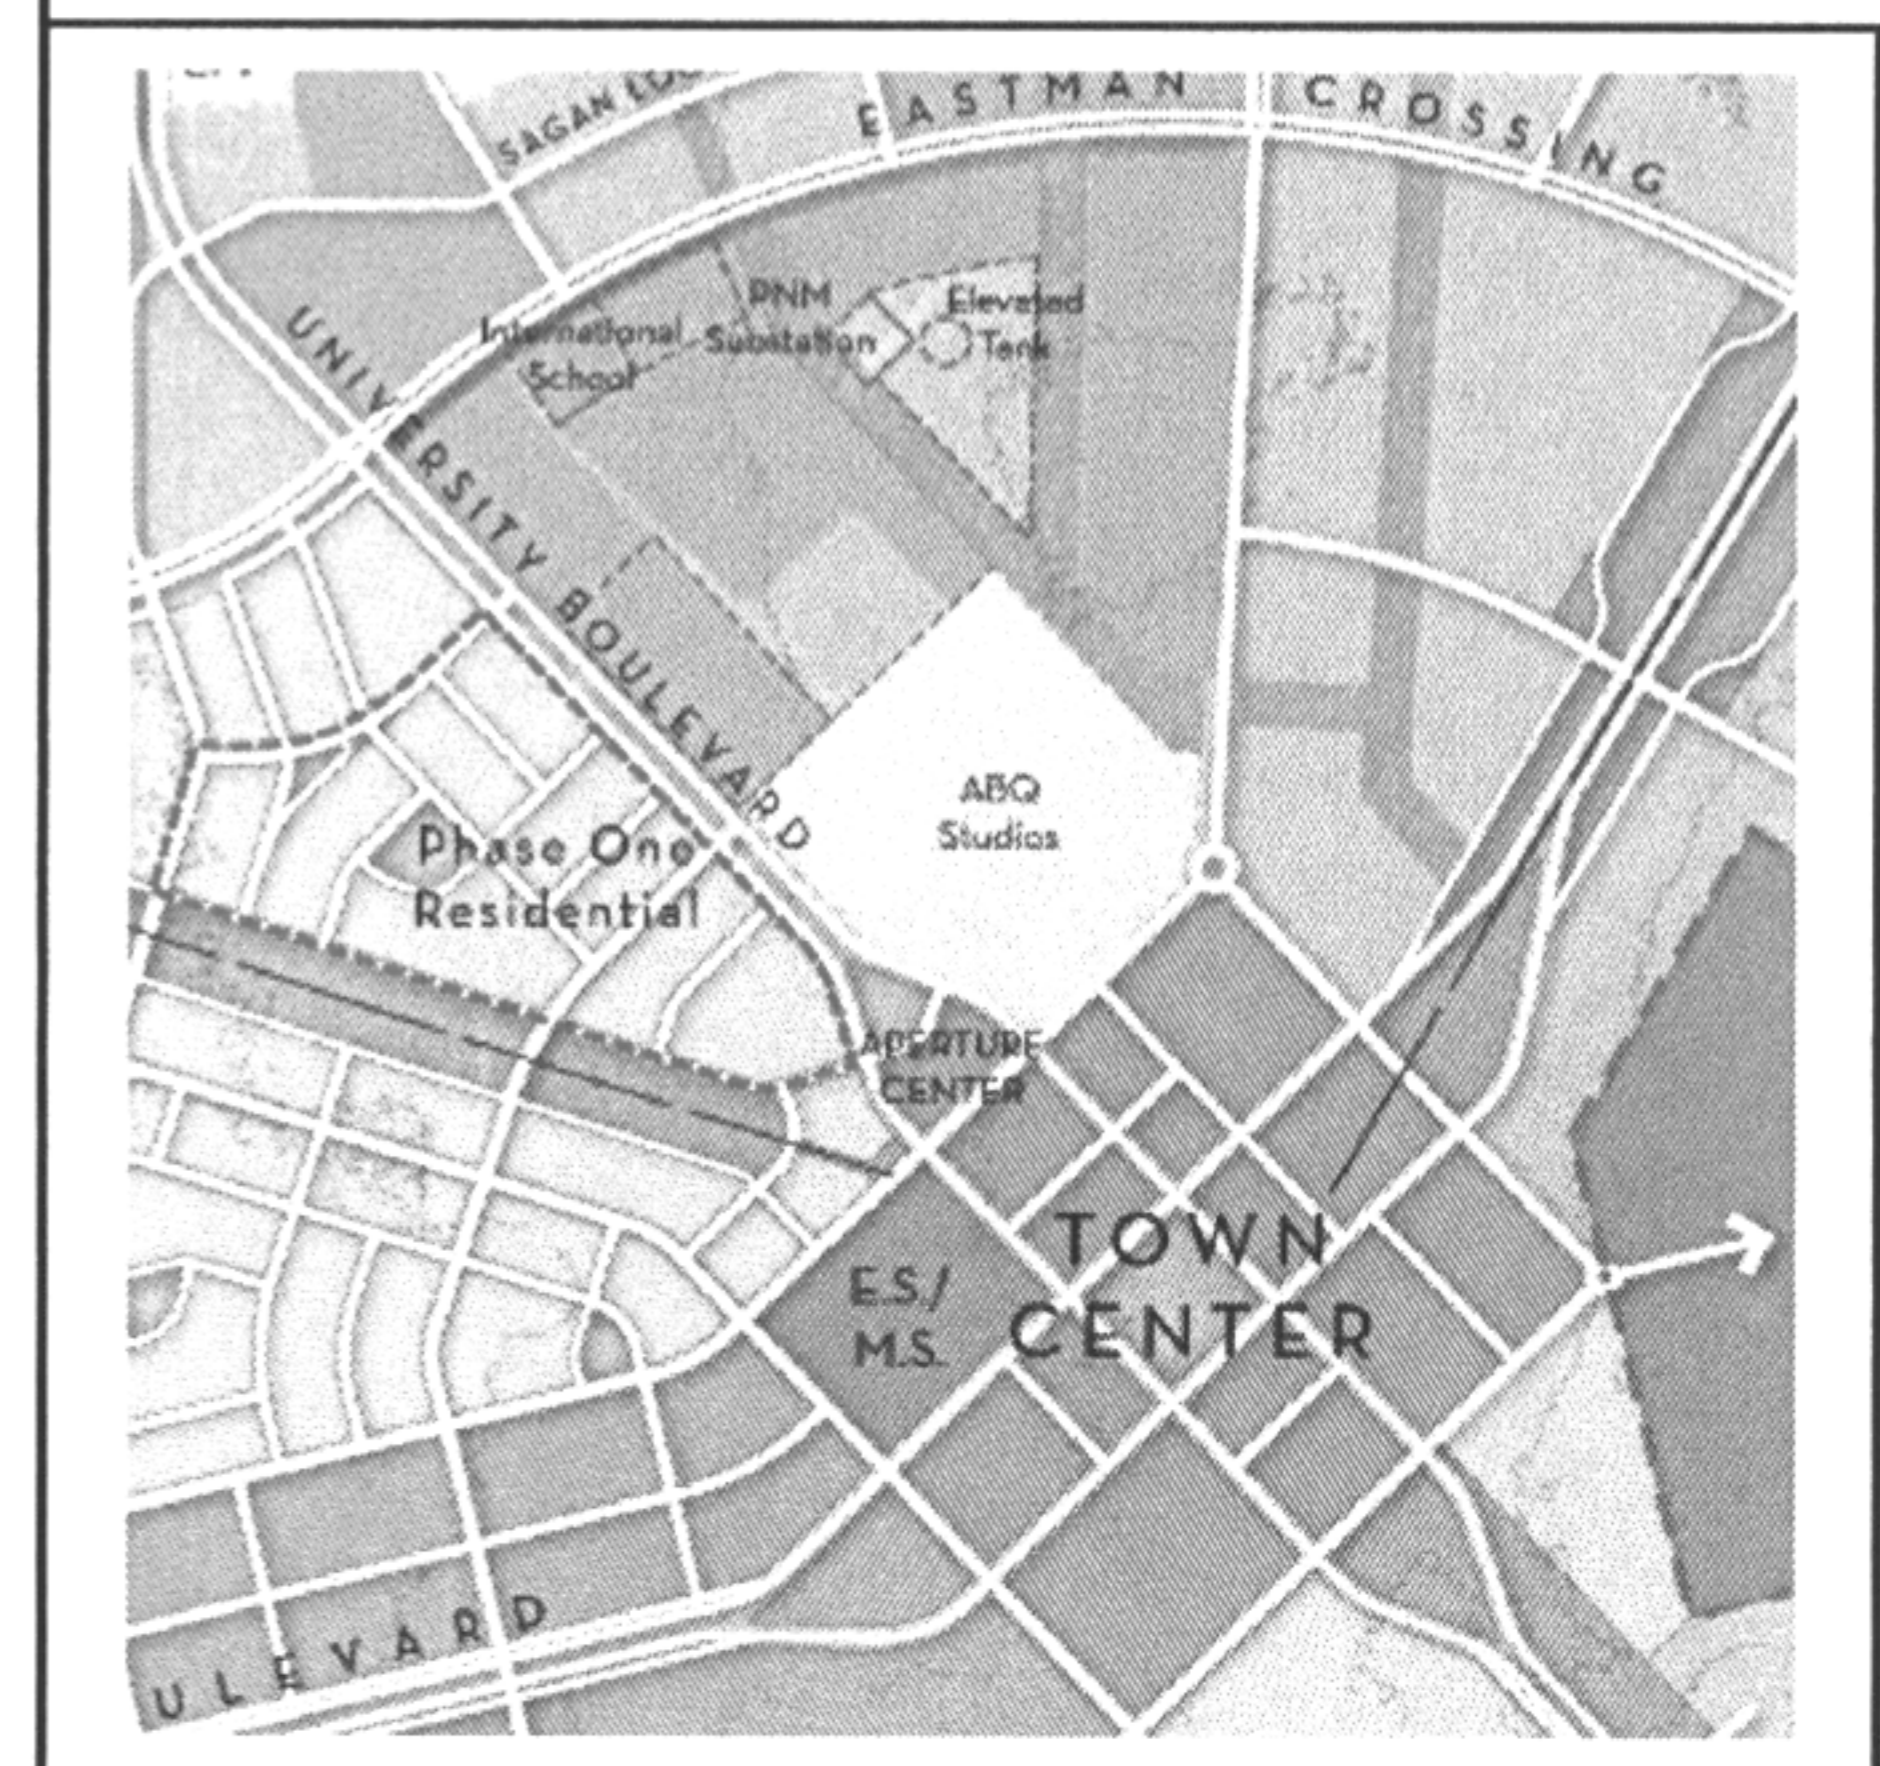 SAGAN
EASTMAN CROSSING
UNIVERSITY BOULEVARD
International
School
PNM
Substation
Elevated
Tank
ABQ
Studios
Phase One
Residential
APERTURE
CENTER
TOWN
CENTER
E.S./
M.S.
ULEVARD